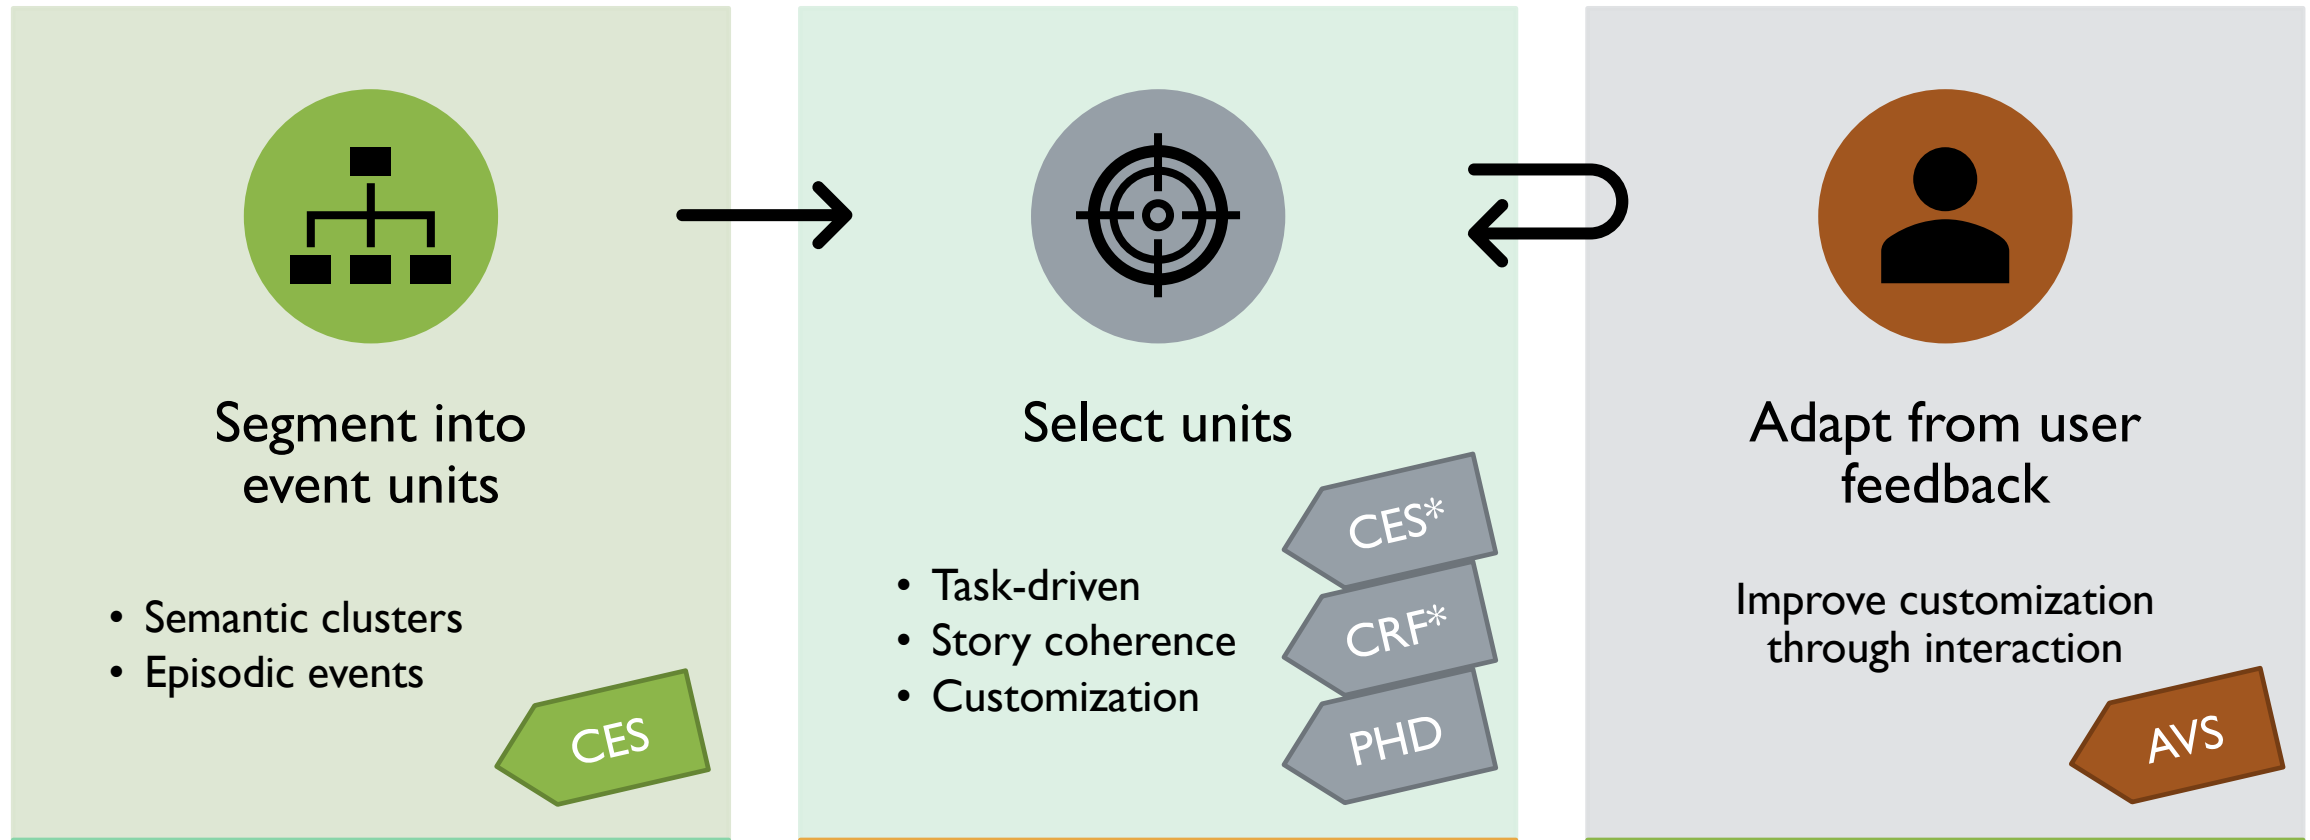 Segment into
event units
• Semantic clusters
• Episodic events
CES
Select units
• Task-driven
• Story coherence
• Customization
CES*
CRF*
PHD
Adapt from user
feedback
Improve customization
through interaction
AVS